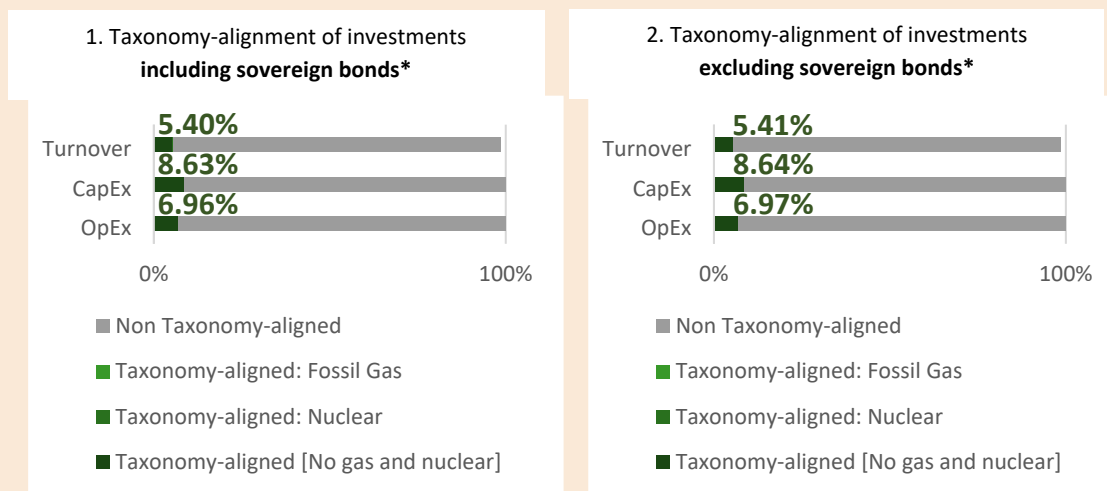 1. Taxonomy-alignment of investments
including sovereign bonds*
5.40%
Turnover
8.63%
CapEx
6.96%
OpEx
0%
100%
Non Taxonomy-aligned
Taxonomy-aligned: Fossil Gas
Taxonomy-aligned: Nuclear
Taxonomy-aligned [No gas and nuclear]
2. Taxonomy-alignment of investments
excluding sovereign bonds*
5.41%
Turnover
8.64%
CapEx
6.97%
OpEx
0%
100%
Non Taxonomy-aligned
Taxonomy-aligned: Fossil Gas
Taxonomy-aligned: Nuclear
Taxonomy-aligned [No gas and nuclear]